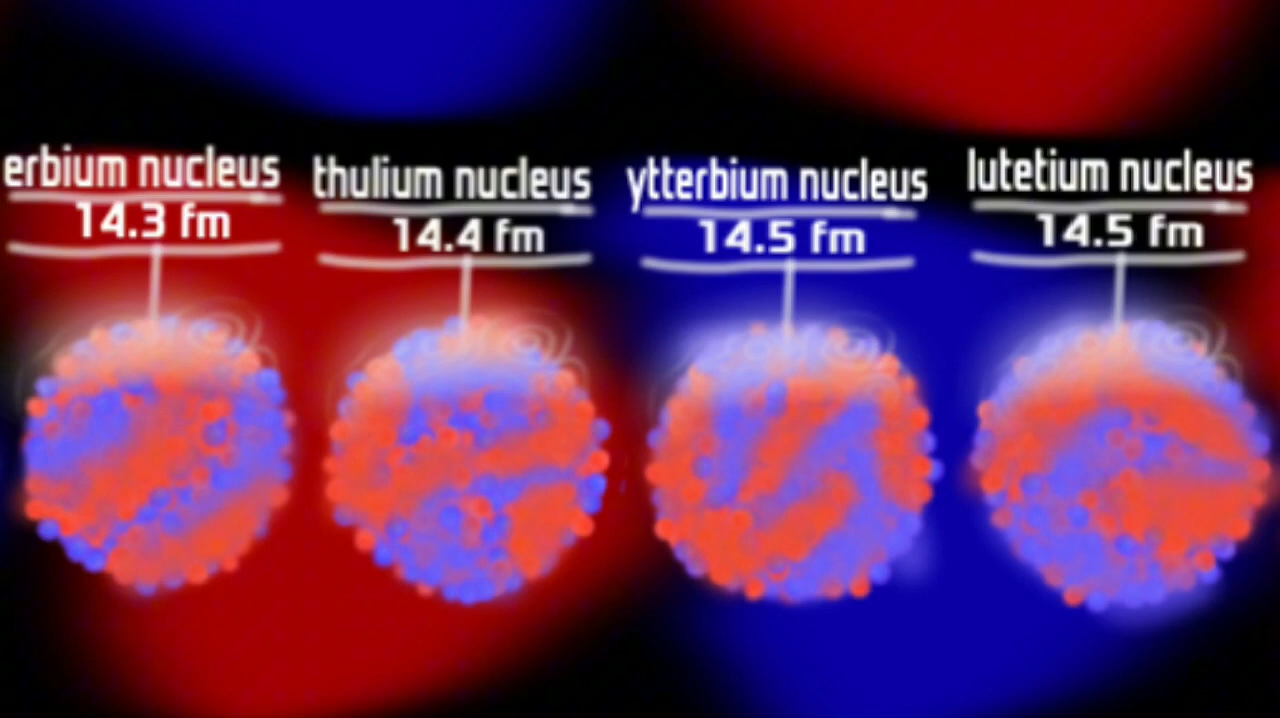 erbium nucleus
14.3 fm
thulium nucleus
14.4 fm
ytterbium nucleus
14.5 fm
lutetium nucleus
14.5 fm